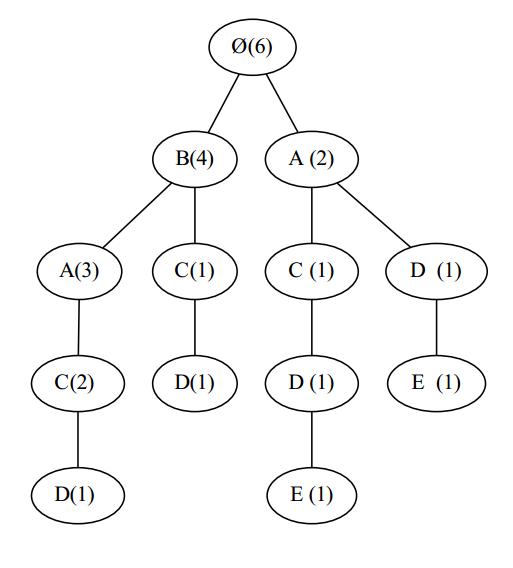 Ø(6)
B(4) A (2)
A(3) C(1) C (1) D (1)
C(2) D(1) D (1) E (1)
D(1) E (1)